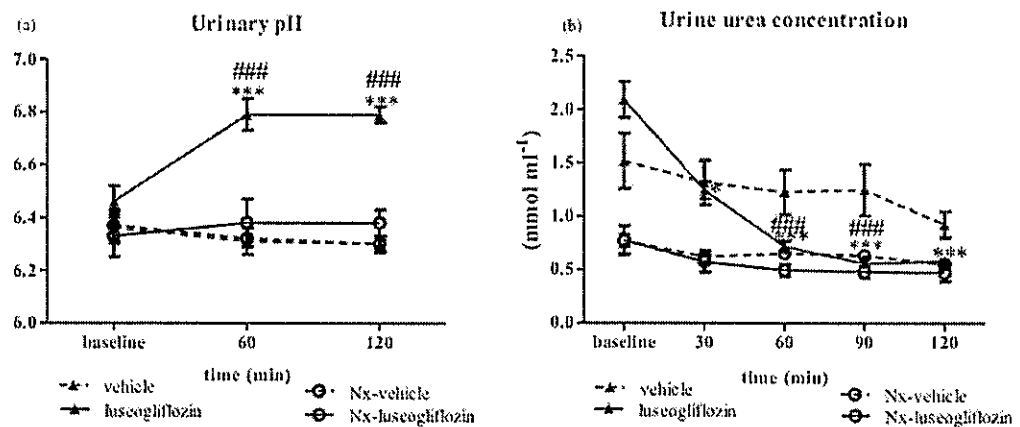 (a) Urinary pH
###
***
###
***
7.0
6.8
6.6
6.4
6.2
6.0
baseline
60
120
time (min)
vehicle
luseogliflozin
Nx-vehicle
Nx-luseogliflozin
(b) Urine urea concentration
(mmol ml⁻¹)
2.5
2.0
1.5
1.0
0.5
0.0
*
###
***
*
###
***
***
baseline
30
60
90
120
time (min)
vehicle
luseogliflozin
Nx-vehicle
Nx-luseogliflozin